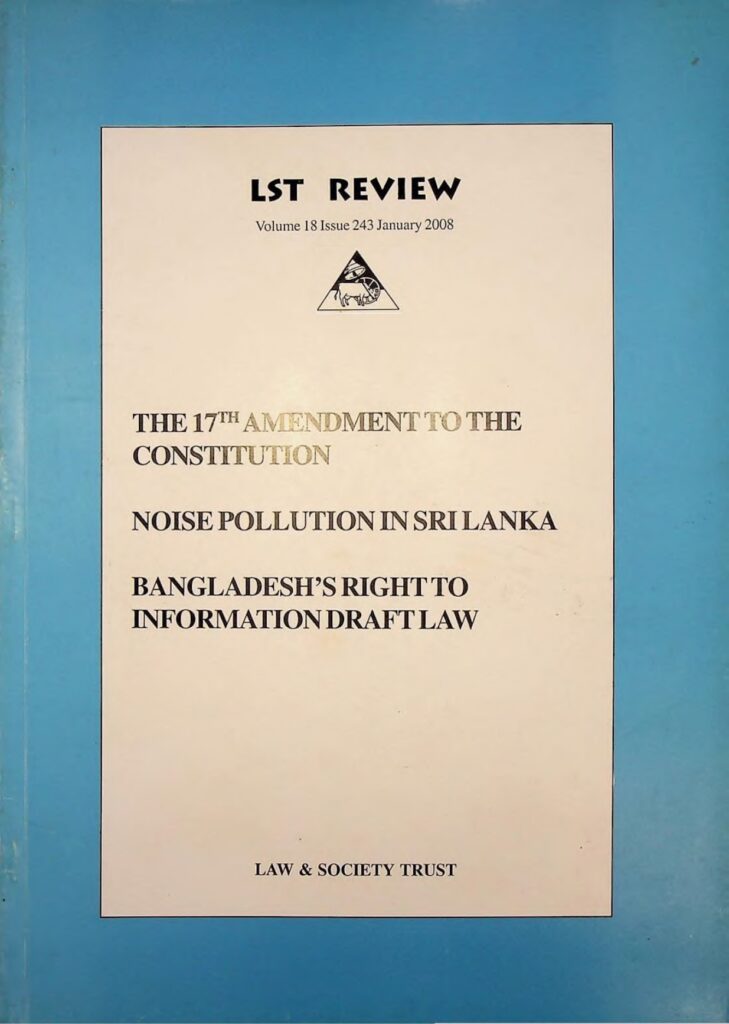 LST REVIEW
Volume 18 Issue 243 January 2008
THE 17TH AMENDMENT TO THE
CONSTITUTION
NOISE POLLUTION IN SRI LANKA
BANGLADESH'S RIGHT TO
INFORMATION DRAFT LAW
LAW & SOCIETY TRUST